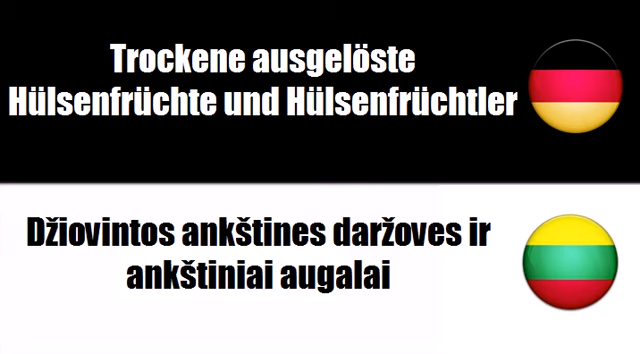 Trockene ausgelöste
Hülsenfrüchte und Hülsenfrüchtler
Džiovintos ankštines daržoves ir
ankštiniai augalai